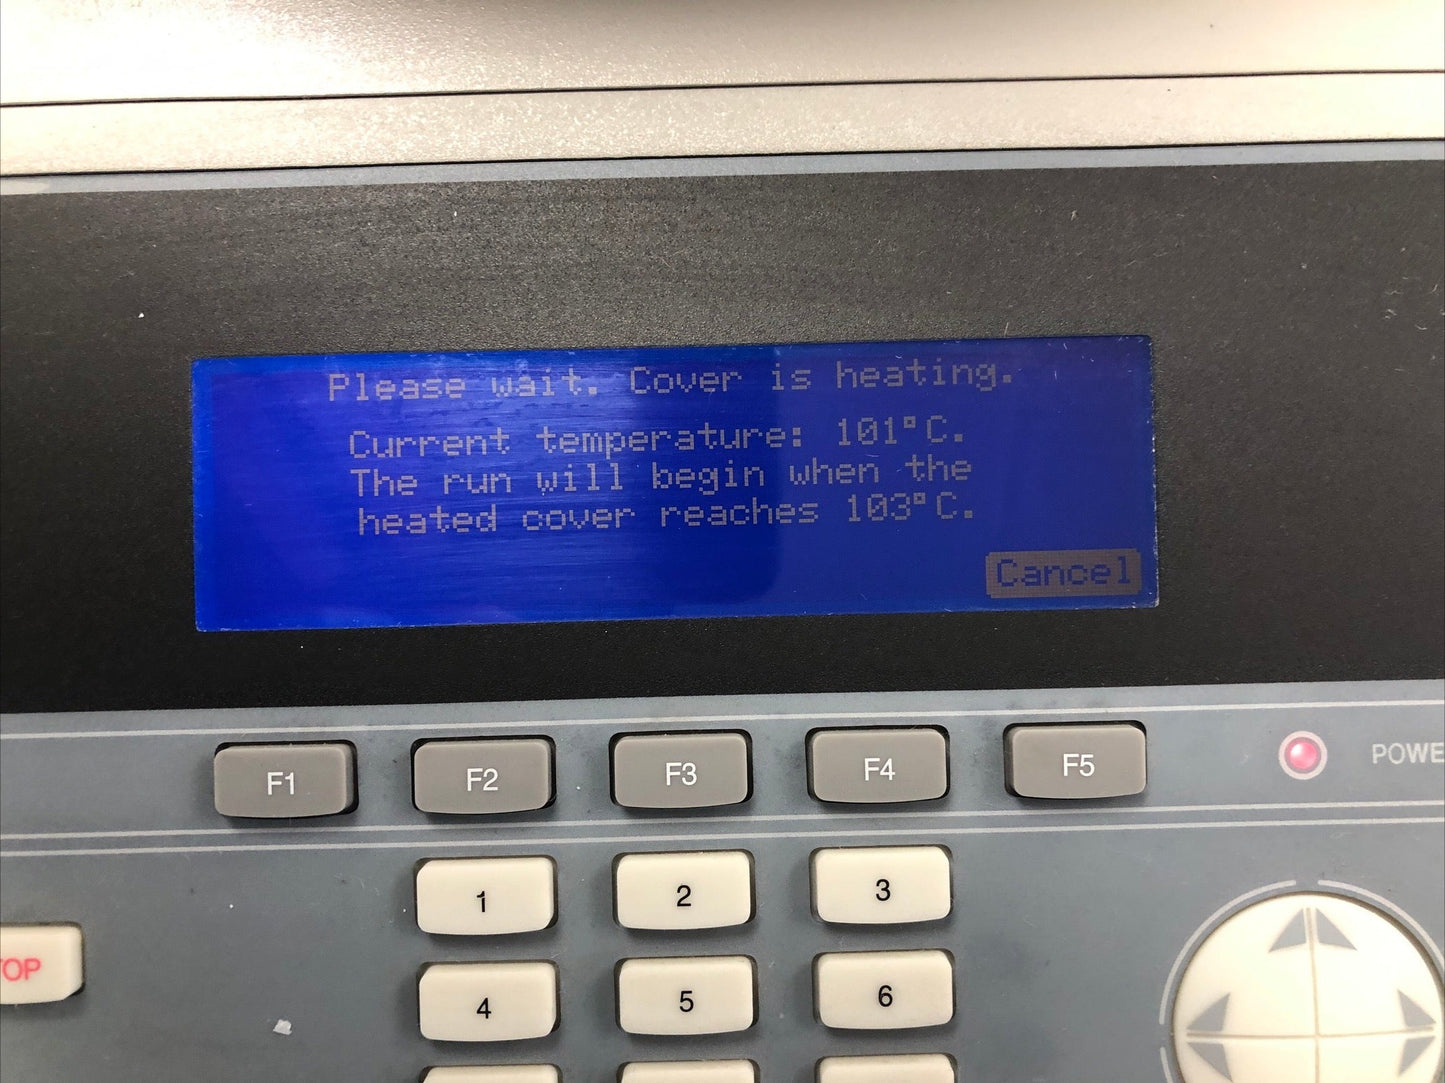 Please wait. Cover is heating.
Current temperature: 101°C.
The run will begin when the
heated cover reaches 103°C.
Cancel
F1 F2 F3 F4 F5
POWE
1 2 3
TOP
4 5 6